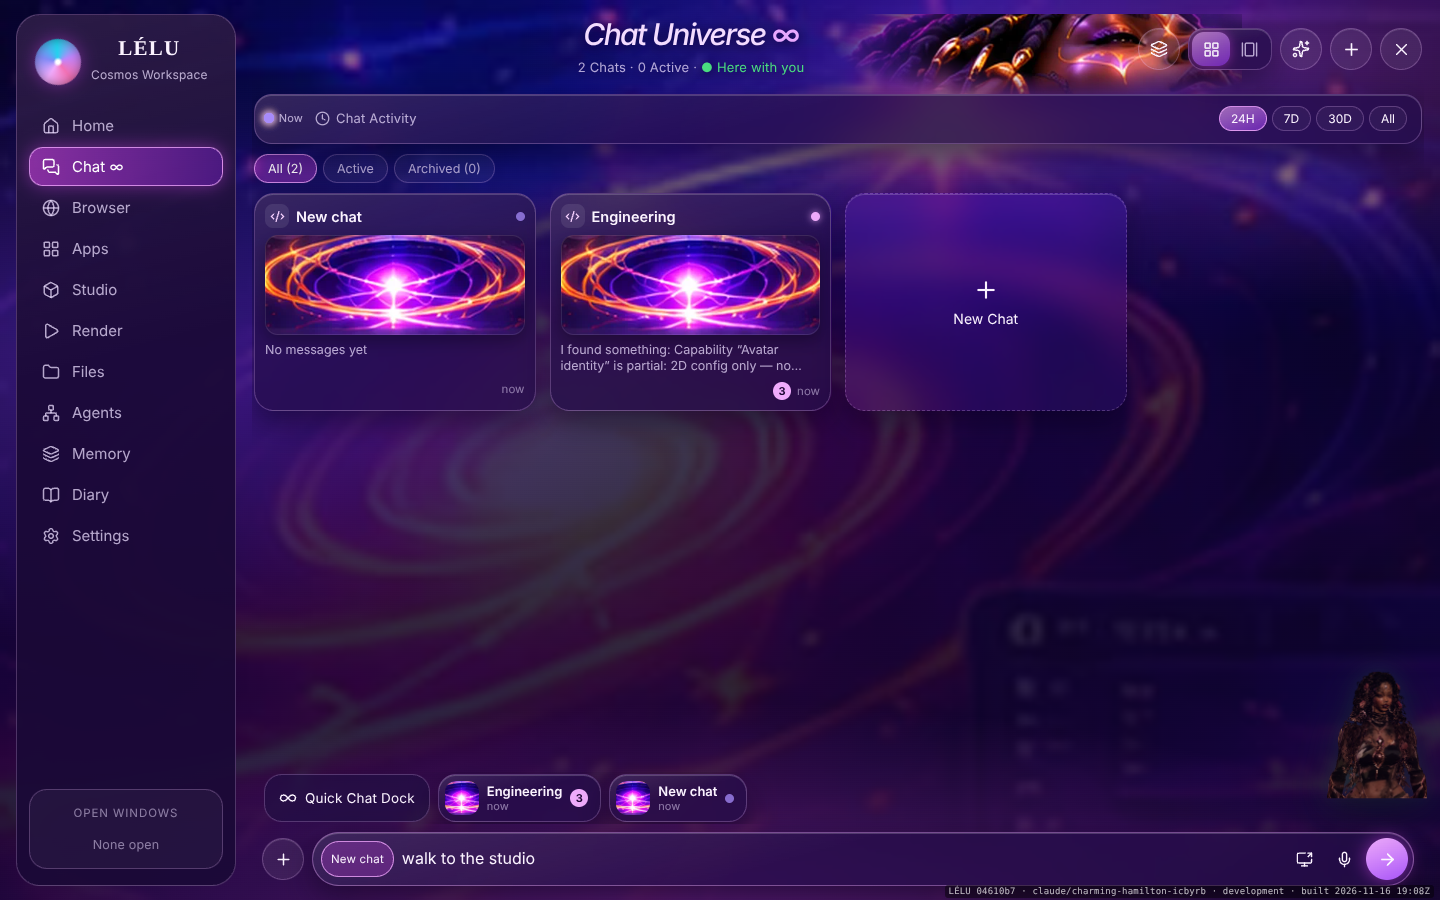 LÉLU
Cosmos Workspace
Home
Chat ∞
Browser
Apps
Studio
Render
Files
Agents
Memory
Diary
Settings
OPEN WINDOWS
None open
Chat Universe ∞
2 Chats · 0 Active · Here with you
Now Chat Activity
24H 7D 30D All
All (2) Active Archived (0)
New chat
No messages yet
now
Engineering
I found something: Capability “Avatar
identity” is partial: 2D config only — no...
3 now
New Chat
Quick Chat Dock
Engineering
now
3
New chat
now
New chat walk to the studio
LÉLU 04610b7 · claude/charming-hamilton-icbyrb · development · built 2026-11-16 19:08Z